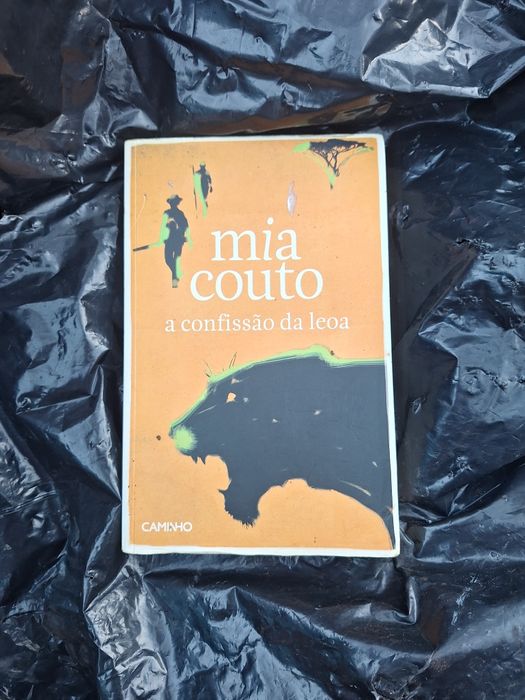 mia
couto
a confissão da leoa
CAMINHO